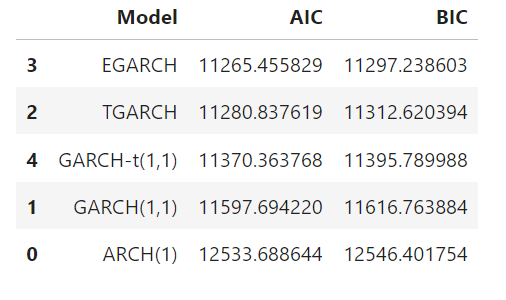 Model AIC BIC
3 EGARCH 11265.455829 11297.238603
2 TGARCH 11280.837619 11312.620394
4 GARCH-t(1,1) 11370.363768 11395.789988
1 GARCH(1,1) 11597.694220 11616.763884
0 ARCH(1) 12533.688644 12546.401754